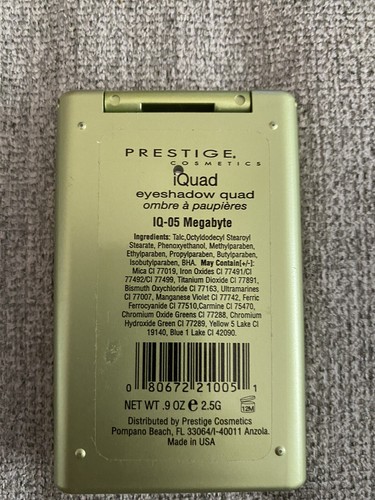 PRESTIGE®
COSMETICS
iQuad
eyeshadow quad
ombre à paupières
IQ-05 Megabyte
Ingredients: Talc,Octyldodecyl Stearoyl
Stearate, Phenoxyethanol, Methylparaben,
Ethylparaben, Propylparaben, Butylparaben,
Isobutylparaben, BHA. May Contain(+/-):
Mica CI 77019, Iron Oxides CI 77491/CI
77492/CI 77499, Titanium Dioxide CI 77891,
Bismuth Oxychloride CI 77163, Ultramarines
CI 77007, Manganese Violet CI 77742, Ferric
Ferrocyanide CI 77510,Carmine CI 75470,
Chromium Oxide Greens CI 77288, Chromium
Hydroxide Green CI 77289, Yellow 5 Lake CI
19140, Blue 1 Lake CI 42090.
0 80672 21005 1
NET WT .9 OZ e 2.5G
12M
Distributed by Prestige Cosmetics
Pompano Beach, FL 33064/I-40011 Anzola.
Made in USA